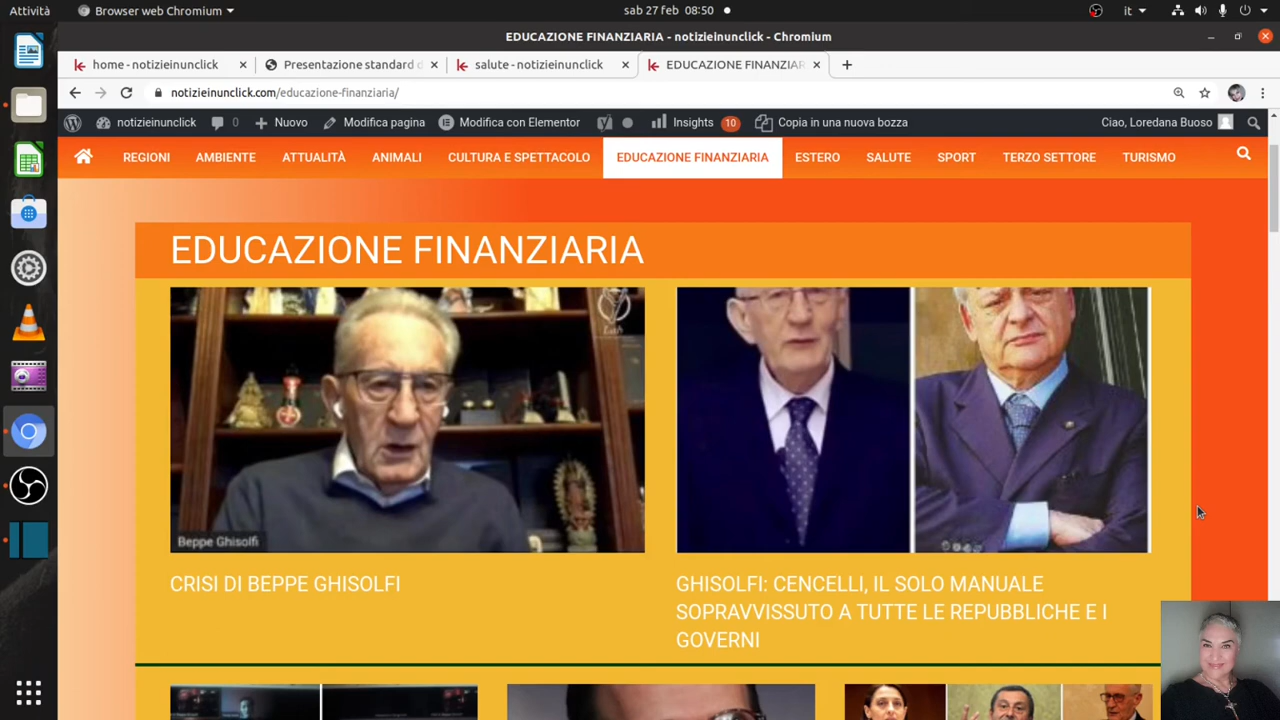 Attività
Browser web Chromium
sab 27 feb 08:50
it
EDUCAZIONE FINANZIARIA - notizieinunclick - Chromium
home - notizieinunclick
Presentazione standard d
salute - notizieinunclick
EDUCAZIONE FINANZIAR
notizieinunclick.com/educazione-finanziaria/
notizieinunclick
0
Nuovo
Modifica pagina
Modifica con Elementor
Insights 10
Copia in una nuova bozza
Ciao, Loredana Buoso
REGIONI
AMBIENTE
ATTUALITÀ
ANIMALI
CULTURA E SPETTACOLO
EDUCAZIONE FINANZIARIA
ESTERO
SALUTE
SPORT
TERZO SETTORE
TURISMO
EDUCAZIONE FINANZIARIA
Beppe Ghisolfi
CRISI DI BEPPE GHISOLFI
GHISOLFI: CENCELLI, IL SOLO MANUALE
SOPRAVVISSUTO A TUTTE LE REPUBBLICHE E I
GOVERNI